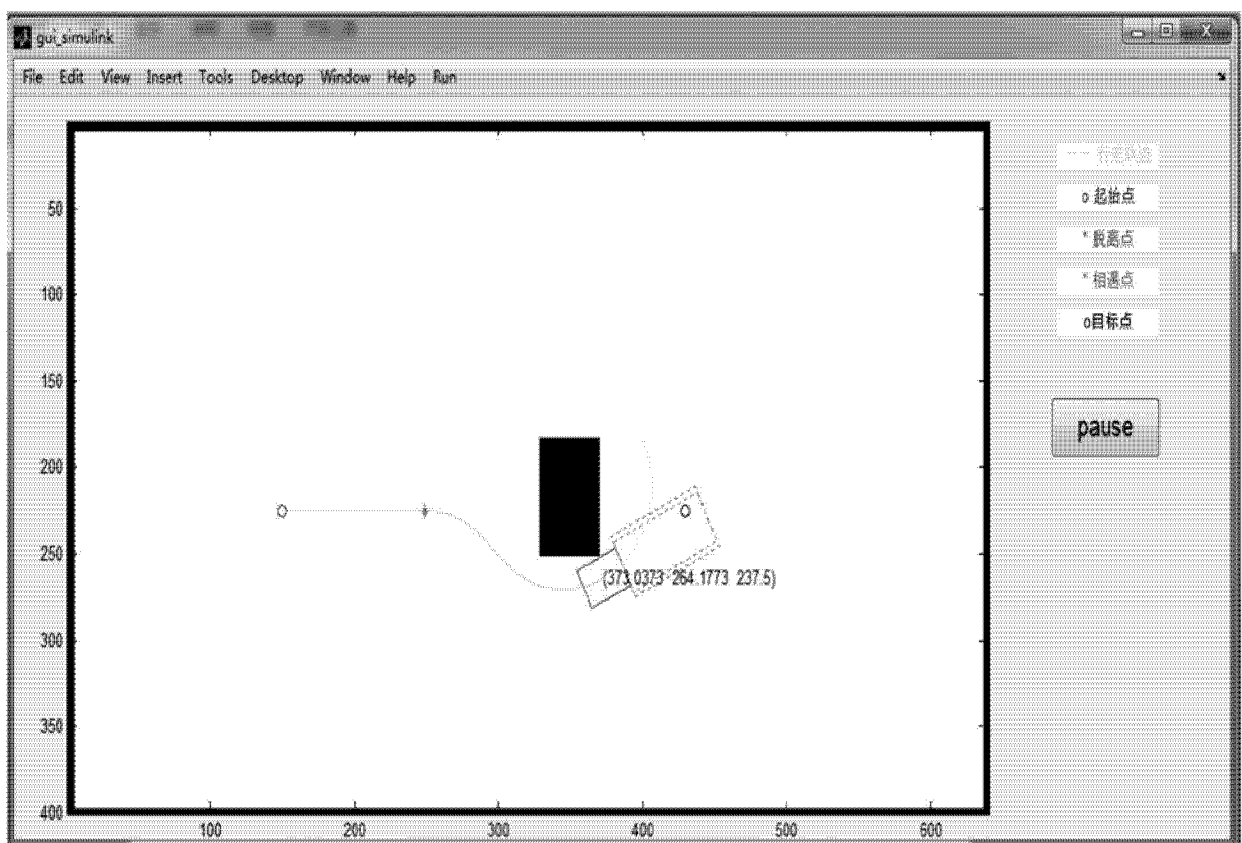 gui_simulink
File Edit View Insert Tools Desktop Window Help Run
o 起始点
* 脱离点
* 相遇点
o目标点
pause
50
100
150
200
250
300
350
400
(373.0373 264.1773 237.5)
100 200 300 400 500 600